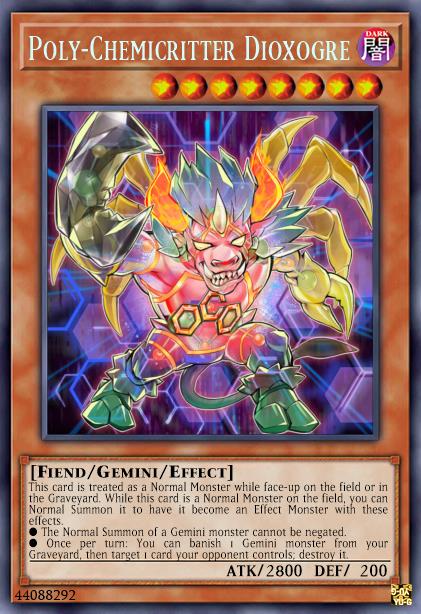 Poly-Chemicritter Dioxogre
DARK
闇
[Fiend/Gemini/Effect]
This card is treated as a Normal Monster while face-up on the field or in
the Graveyard. While this card is a Normal Monster on the field, you can
Normal Summon it to have it become an Effect Monster with these
effects.
● The Normal Summon of a Gemini monster cannot be negated.
● Once per turn: You can banish 1 Gemini monster from your
Graveyard, then target 1 card your opponent controls; destroy it.
ATK/2800 DEF/ 200
44088292